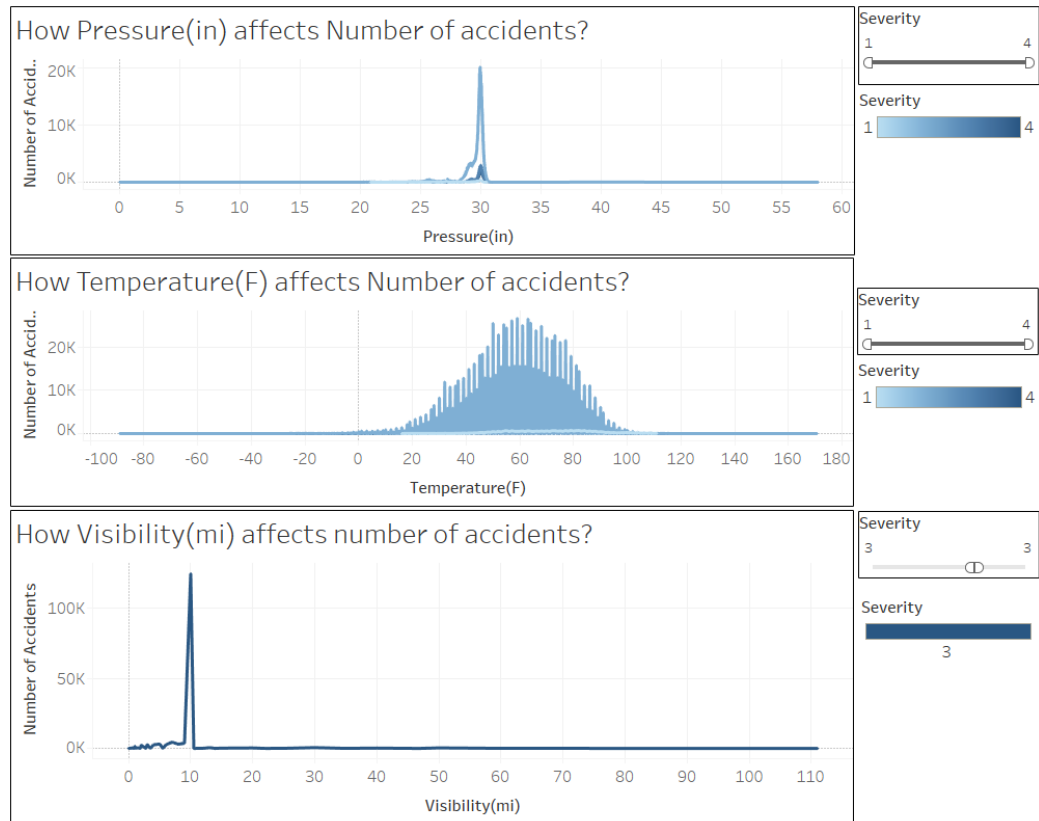 How Pressure(in) affects Number of accidents?
Number of Accid..
20K
10K
0K
0 5 10 15 20 25 30 35 40 45 50 55 60
Pressure(in)
Severity
1 4
Severity
1 4
How Temperature(F) affects Number of accidents?
Number of Accid..
20K
10K
0K
-100 -80 -60 -40 -20 0 20 40 60 80 100 120 140 160 180
Temperature(F)
Severity
1 4
Severity
1 4
How Visibility(mi) affects number of accidents?
Number of Accidents
100K
50K
0K
0 10 20 30 40 50 60 70 80 90 100 110
Visibility(mi)
Severity
3 3
Severity
3